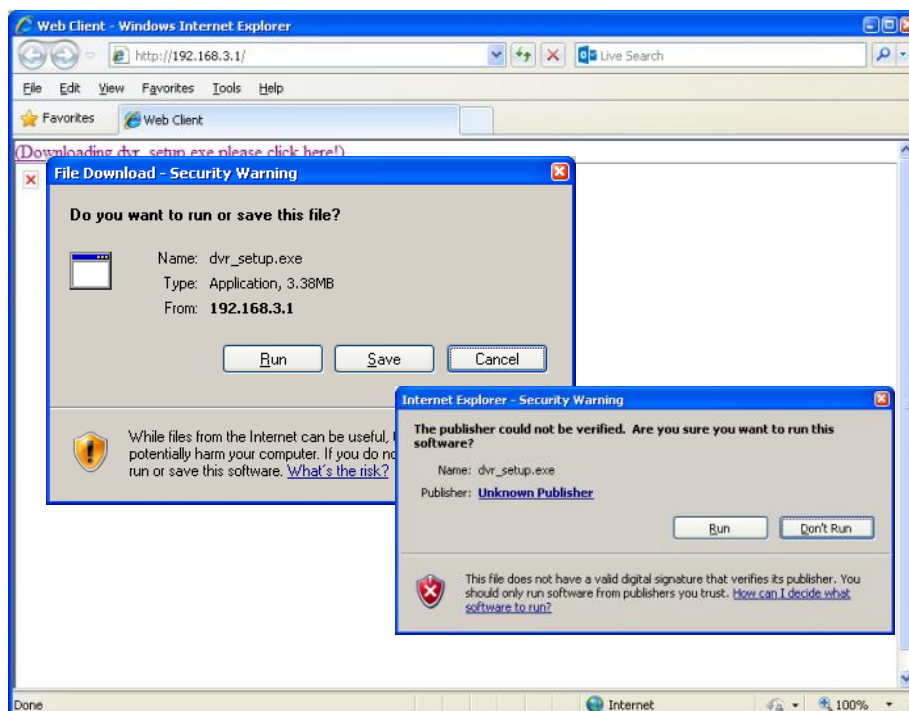 Web Client - Windows Internet Explorer
http://192.168.3.1/
Live Search
File Edit View Favorites Tools Help
Favorites
Web Client
(Downloading dvr_setup.exe please click here!)
File Download - Security Warning
Do you want to run or save this file?
Name: dvr_setup.exe
Type: Application, 3.38MB
From: 192.168.3.1
Run Save Cancel
While files from the Internet can be useful,
potentially harm your computer. If you do no
run or save this software. What's the risk?
Internet Explorer - Security Warning
The publisher could not be verified. Are you sure you want to run this
software?
Name: dvr_setup.exe
Publisher: Unknown Publisher
Run Don't Run
This file does not have a valid digital signature that verifies its publisher. You
should only run software from publishers you trust. How can I decide what
software to run?
Done
Internet
100%